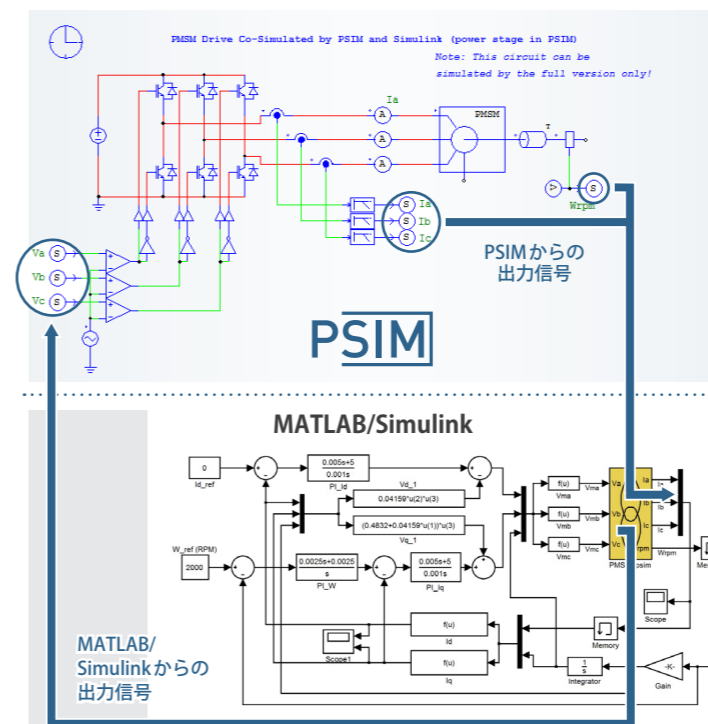 PMSM Drive Co-Simulated by PSIM and Simulink (power stage in PSIM)
Note: This circuit can be
simulated by the full version only!
Ia
A
PMSM
T
A
A
S
Wrpm
S Ia
S Ib
S Ic
Va S
Vb S
Vc S
PSIMからの
出力信号
PSIM
MATLAB/Simulink
0
Id_ref
0.005s+5
0.001s
PI_Id
Vd_1
0.04159*u(2)*u(3)
(0.4832+0.04159*u(1))*u(3)
Vq_1
f(u)
Vma
Vma
f(u)
Vmb
Vmb
f(u)
Vmc
Vmc
Va
Vb
Vc
Ia
Ib
Ic
Wrpm
W_ref (RPM)
2000
0.0025s+0.0025
s
PI_W
0.005s+5
0.001s
PI_Iq
Scope
Memory
Scope1
f(u)
Id
f(u)
Iq
1
s
Integrator
-K-
Gain
MATLAB/
Simulinkからの
出力信号